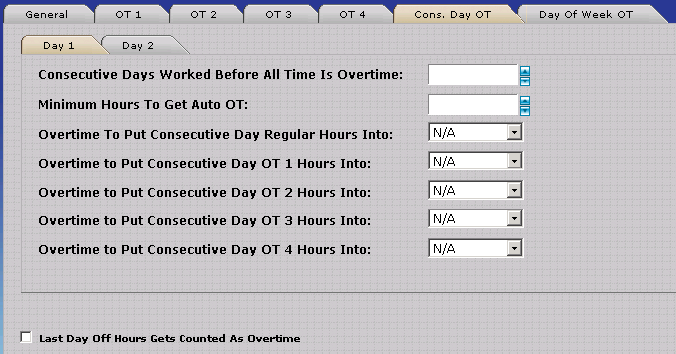 General OT 1 OT 2 OT 3 OT 4 Cons. Day OT Day Of Week OT
Day 1 Day 2
Consecutive Days Worked Before All Time Is Overtime:
Minimum Hours To Get Auto OT:
Overtime To Put Consecutive Day Regular Hours Into: N/A
Overtime to Put Consecutive Day OT 1 Hours Into: N/A
Overtime to Put Consecutive Day OT 2 Hours Into: N/A
Overtime to Put Consecutive Day OT 3 Hours Into: N/A
Overtime to Put Consecutive Day OT 4 Hours Into: N/A
Last Day Off Hours Gets Counted As Overtime